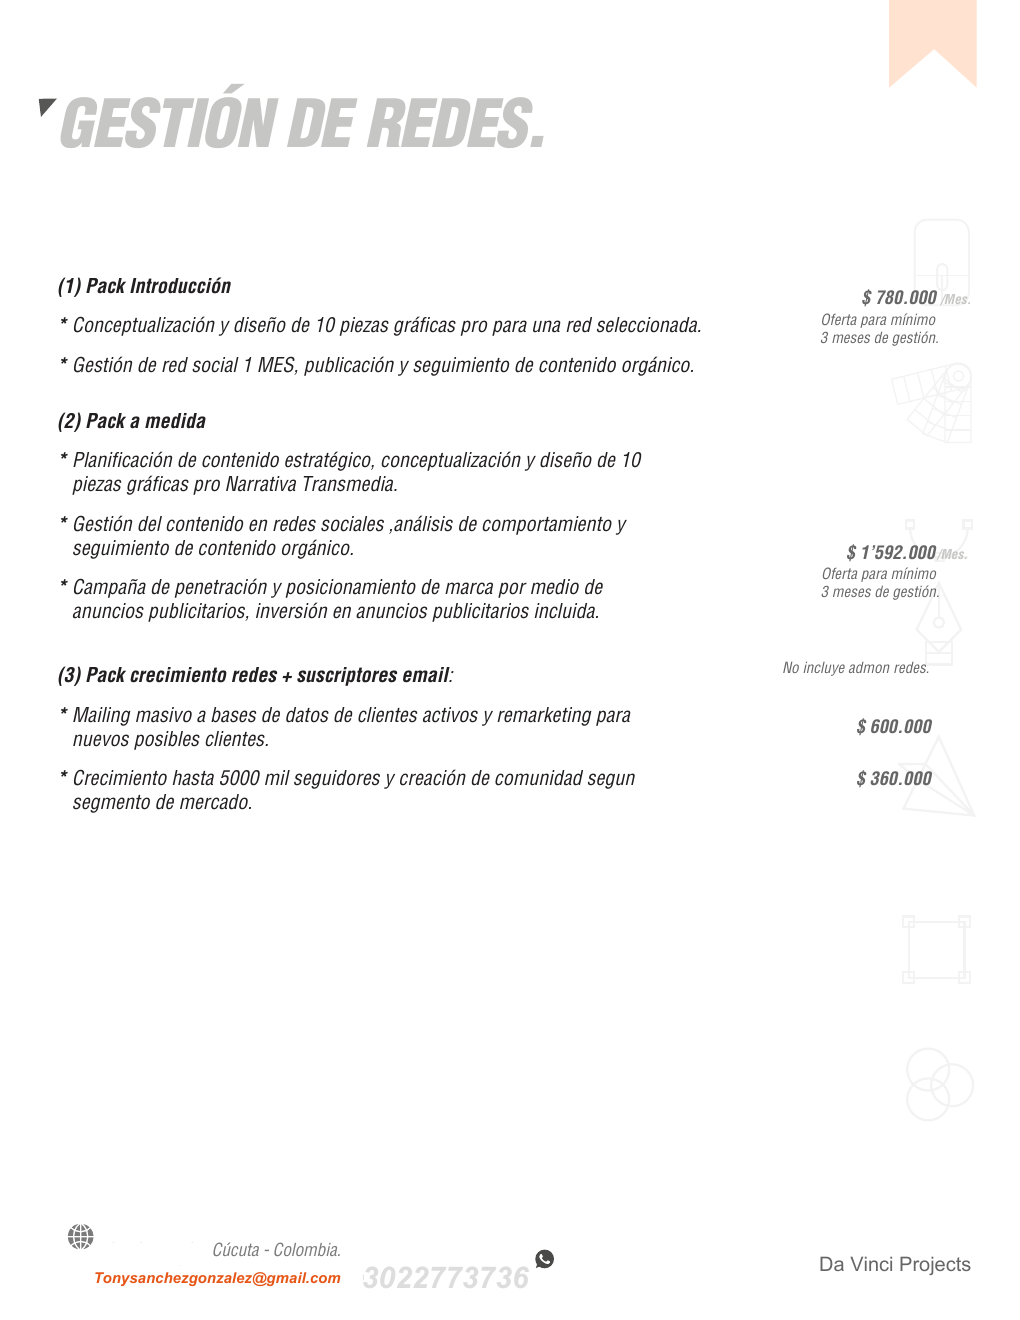 GESTIÓN DE REDES.
(1) Pack Introducción
$ 780.000 /Mes.
* Conceptualización y diseño de 10 piezas gráficas pro para una red seleccionada.
Oferta para mínimo
3 meses de gestión.
* Gestión de red social 1 MES, publicación y seguimiento de contenido orgánico.
(2) Pack a medida
* Planificación de contenido estratégico, conceptualización y diseño de 10
piezas gráficas pro Narrativa Transmedia.
* Gestión del contenido en redes sociales ,análisis de comportamiento y
seguimiento de contenido orgánico.
$ 1’592.000 /Mes.
Oferta para mínimo
3 meses de gestión.
* Campaña de penetración y posicionamiento de marca por medio de
anuncios publicitarios, inversión en anuncios publicitarios incluida.
(3) Pack crecimiento redes + suscriptores email:
No incluye admon redes.
* Mailing masivo a bases de datos de clientes activos y remarketing para
nuevos posibles clientes.
$ 600.000
* Crecimiento hasta 5000 mil seguidores y creación de comunidad segun
segmento de mercado.
$ 360.000
Cúcuta - Colombia.
Tonysanchezgonzalez@gmail.com
3022773736
Da Vinci Projects